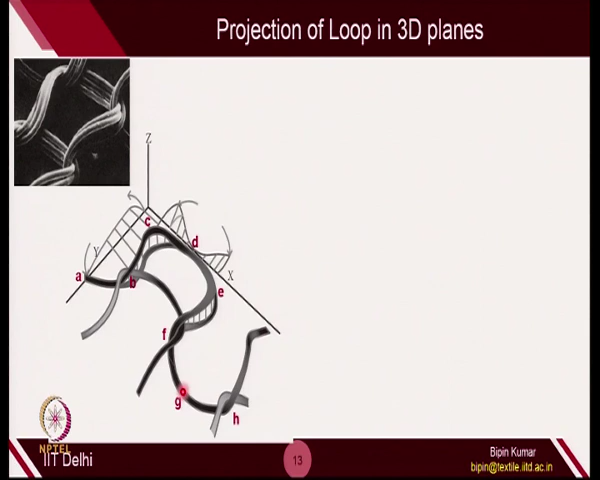 Projection of Loop in 3D planes
Z
c
d
Y
a
b
X
e
f
g
h
NPTEL
IIT Delhi
13
Bipin Kumar
bipin@textile.iitd.ac.in